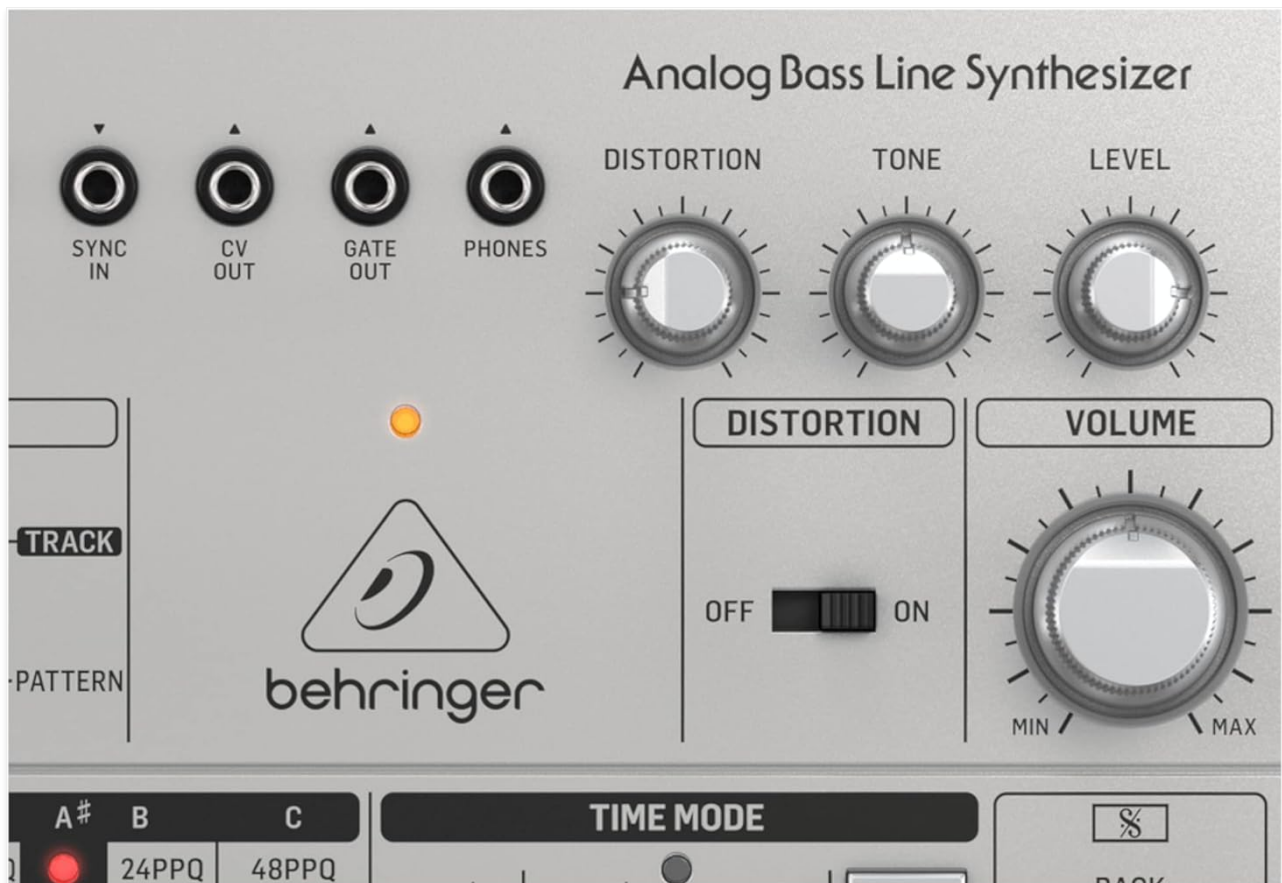 Analog Bass Line Synthesizer
DISTORTION TONE LEVEL
SYNC IN
CV OUT
GATE OUT
PHONES
DISTORTION
VOLUME
TRACK
OFF
ON
PATTERN
behringer
MIN
MAX
A# B C
TIME MODE
24PPQ 48PPQ